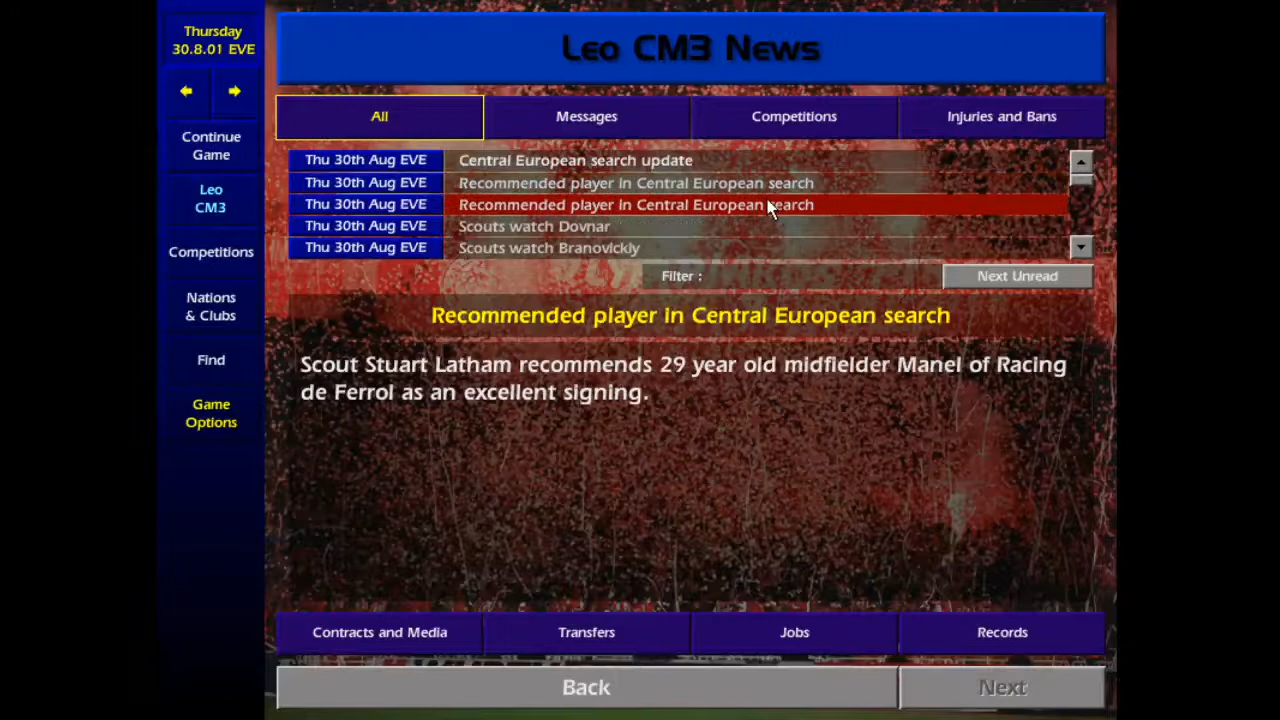 Thursday
30.8.01 EVE
Continue
Game
Leo
CM3
Competitions
Nations
& Clubs
Find
Game
Options
Leo CM3 News
All
Messages
Competitions
Injuries and Bans
Thu 30th Aug EVE Central European search update
Thu 30th Aug EVE Recommended player in Central European search
Thu 30th Aug EVE Recommended player in Central European search
Thu 30th Aug EVE Scouts watch Dovnar
Thu 30th Aug EVE Scouts watch Branovickly
Filter :
Next Unread
Recommended player in Central European search
Scout Stuart Latham recommends 29 year old midfielder Manel of Racing
de Ferrol as an excellent signing.
Contracts and Media
Transfers
Jobs
Records
Back
Next